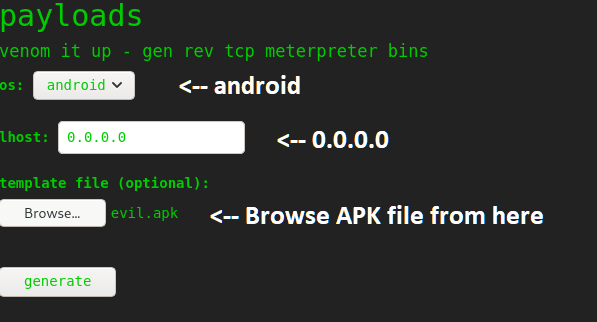 payloads
venom it up - gen rev tcp meterpreter bins
os: android <-- android
lhost: 0.0.0.0 <-- 0.0.0.0
template file (optional):
Browse... evil.apk <-- Browse APK file from here
generate